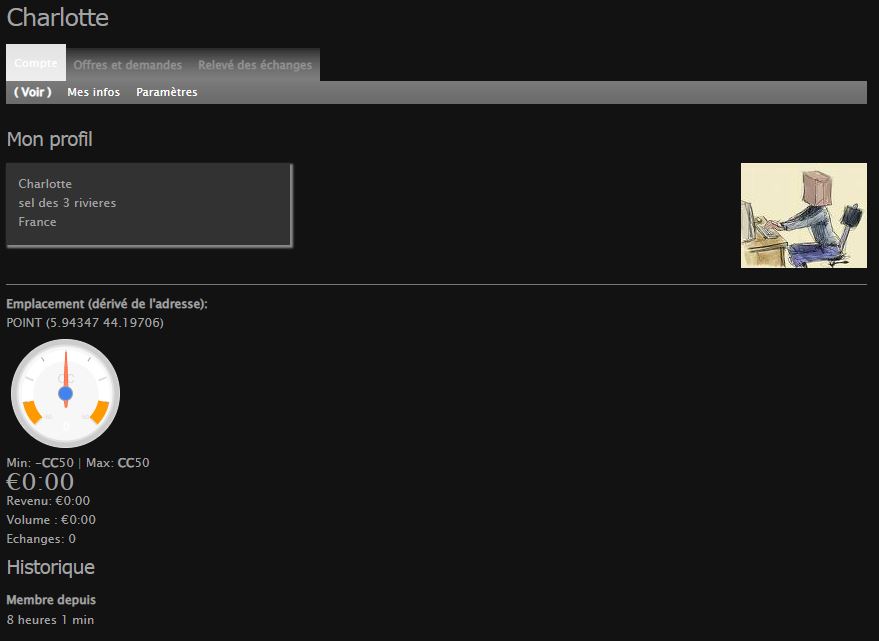 Charlotte
Compte Offres et demandes Relevé des échanges
( Voir ) Mes infos Paramètres
Mon profil
Charlotte
sel des 3 rivieres
France
Emplacement (dérivé de l'adresse):
POINT (5.94347 44.19706)
CC
0
Min: -CC50 | Max: CC50
€0:00
Revenu: €0:00
Volume : €0:00
Echanges: 0
Historique
Membre depuis
8 heures 1 min